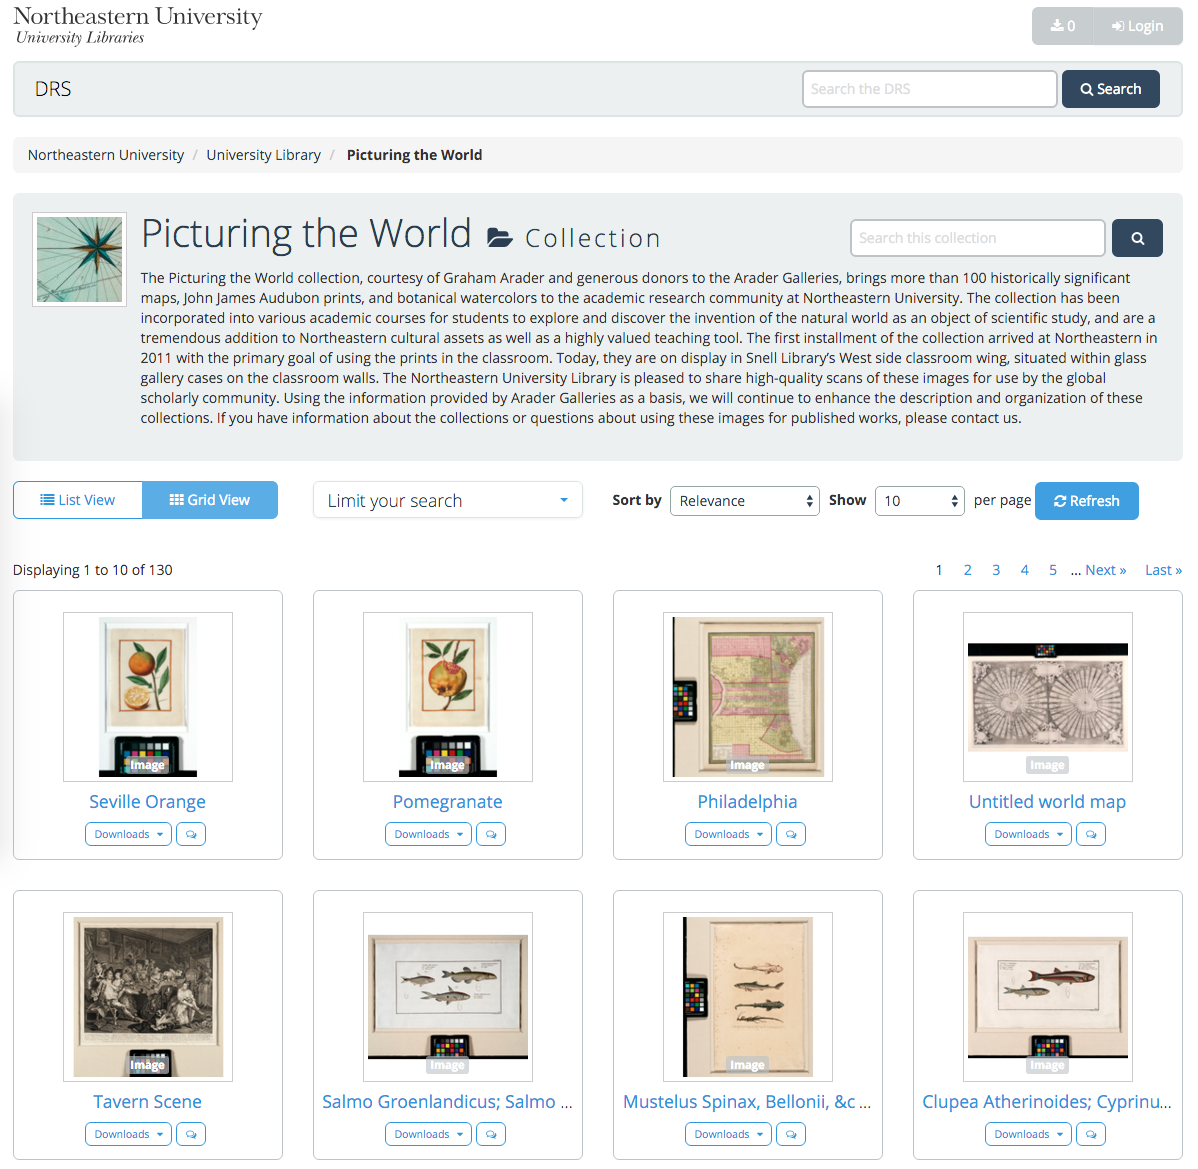 Northeastern University
University Libraries
0 Login
DRS
Search the DRS
Search
Northeastern University / University Library / Picturing the World
Picturing the World Collection
Search this collection
The Picturing the World collection, courtesy of Graham Arader and generous donors to the Arader Galleries, brings more than 100 historically significant
maps, John James Audubon prints, and botanical watercolors to the academic research community at Northeastern University. The collection has been
incorporated into various academic courses for students to explore and discover the invention of the natural world as an object of scientific study, and are a
tremendous addition to Northeastern cultural assets as well as a highly valued teaching tool. The first installment of the collection arrived at Northeastern in
2011 with the primary goal of using the prints in the classroom. Today, they are on display in Snell Library's West side classroom wing, situated within glass
gallery cases on the classroom walls. The Northeastern University Library is pleased to share high-quality scans of these images for use by the global
scholarly community. Using the information provided by Arader Galleries as a basis, we will continue to enhance the description and organization of these
collections. If you have information about the collections or questions about using these images for published works, please contact us.
List View Grid View Limit your search Sort by Relevance Show 10 per page Refresh
Displaying 1 to 10 of 130
1 2 3 4 5 ... Next » Last »
Image Image Image Image
Seville Orange Pomegranate Philadelphia Untitled world map
Downloads Downloads Downloads Downloads
Image Image Image Image
Tavern Scene Salmo Groenlandicus; Salmo ... Mustelus Spinax, Bellonii, &c ... Clupea Atherinoides; Cyprinu...
Downloads Downloads Downloads Downloads